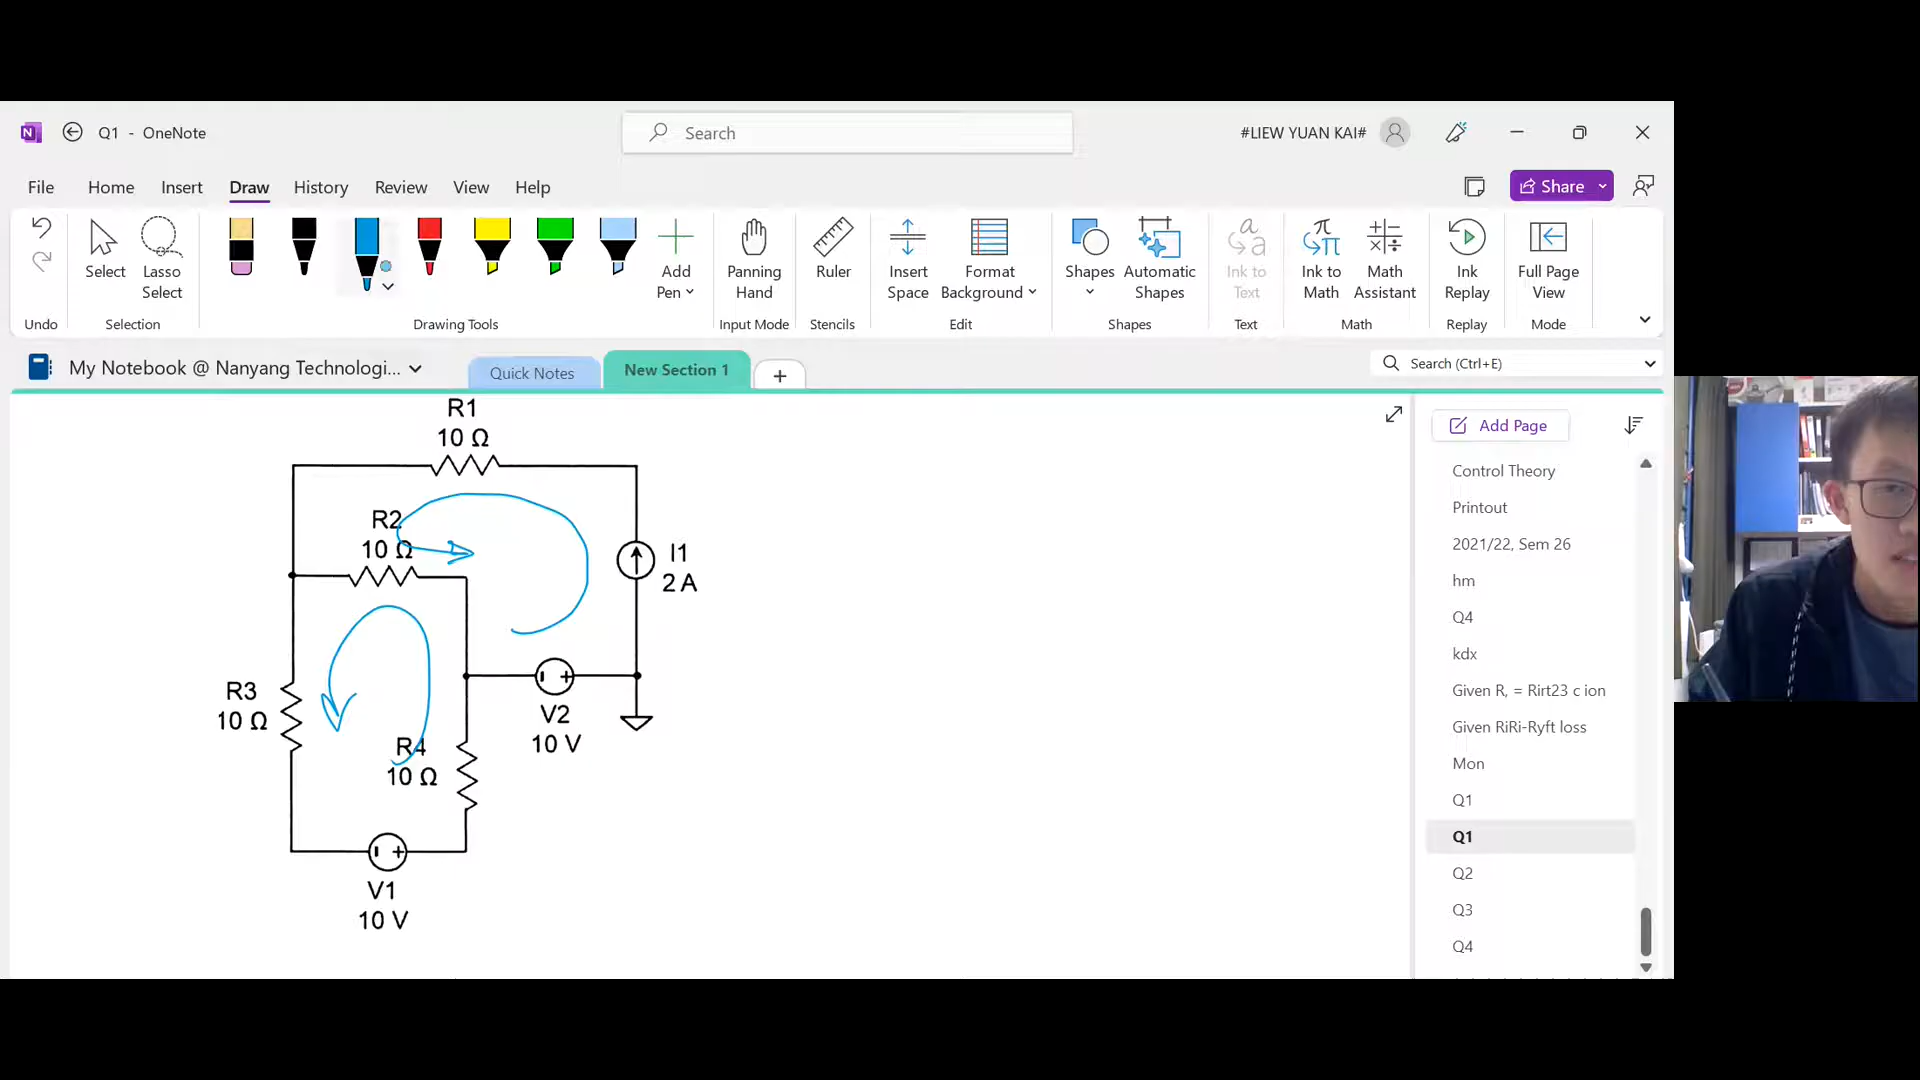 Q1 - OneNote
Search
#LIEW YUAN KAI#
File Home Insert Draw History Review View Help
Share
Select
Lasso Select
Add Pen
Panning Hand
Ruler
Insert Space
Format Background
Shapes
Automatic Shapes
Ink to Text
Ink to Math
Math Assistant
Ink Replay
Full Page View
Undo
Selection
Drawing Tools
Input Mode
Stencils
Edit
Shapes
Text
Math
Replay
Mode
My Notebook @ Nanyang Technologi...
Quick Notes
New Section 1
+
Search (Ctrl+E)
R1
10 Ω
R2
10 Ω
I1
2 A
R3
10 Ω
V2
10 V
R4
10 Ω
V1
10 V
Add Page
Control Theory
Printout
2021/22, Sem 26
hm
Q4
kdx
Given R, = Rirt23 c ion
Given RiRi-Ryft loss
Mon
Q1
Q1
Q2
Q3
Q4